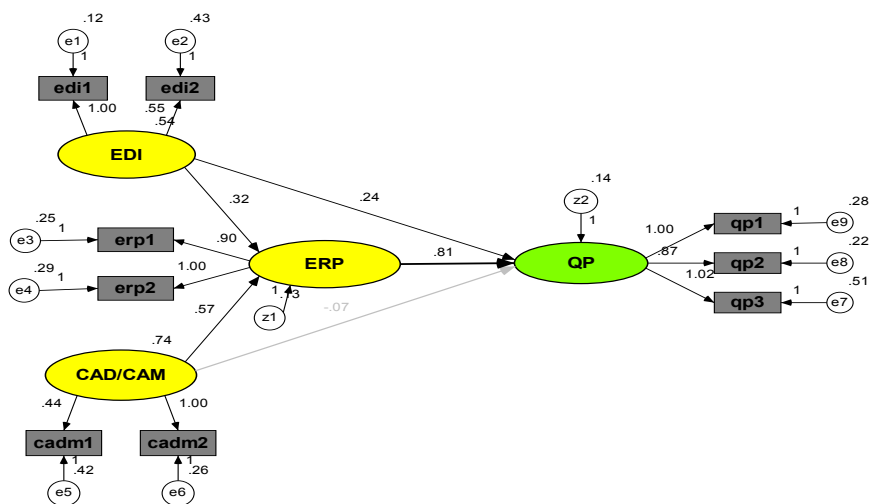 .12
.43
e1
e2
1
1
edi1
edi2
1.00
.55
.54
EDI
.14
.24
z2
.32
1
.28
.25
1.00
qp1
1
e9
e3
1
erp1
.90
.22
.87
.81
ERP
QP
qp2
1
e8
.29
1.00
1.02
e4
1
erp2
.51
1
.13
qp3
1
e7
.57
-.07
z1
.74
CAD/CAM
.44
1.00
cadm1
cadm2
1
1
.42
.26
e5
e6